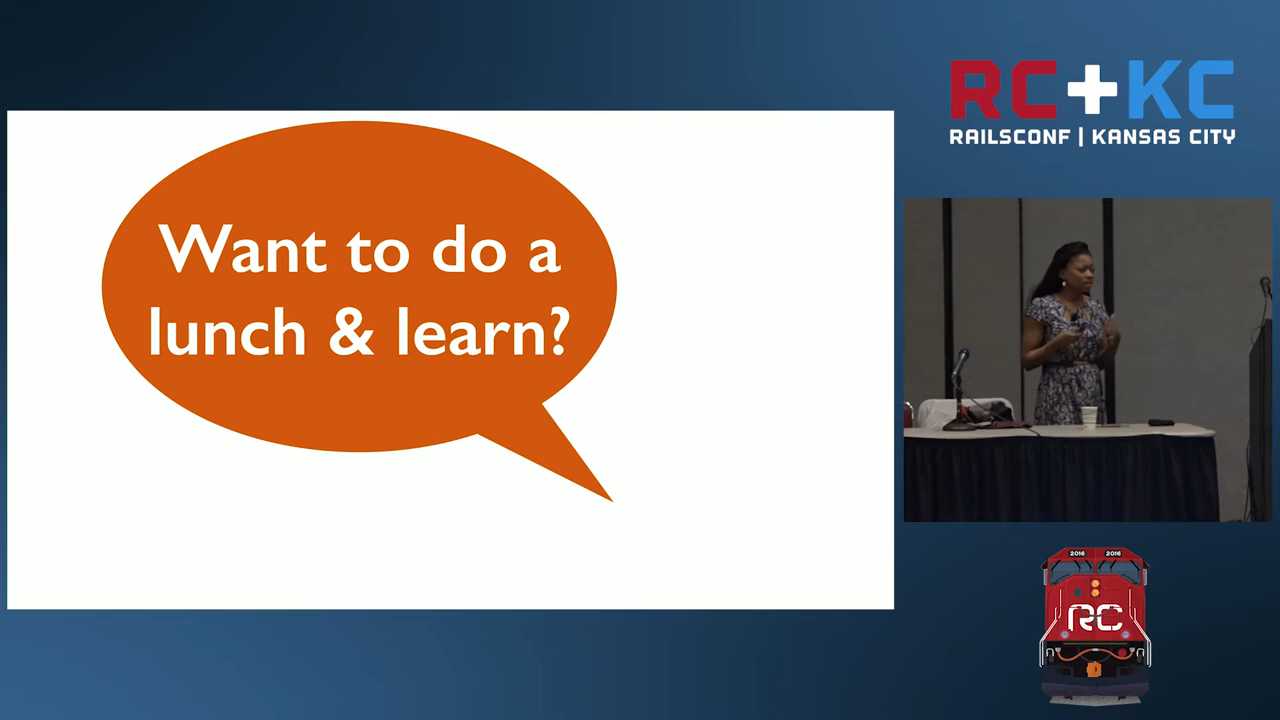 RC+KC
RAILSCONF | KANSAS CITY
Want to do a
lunch & learn?
2016 2016
RC